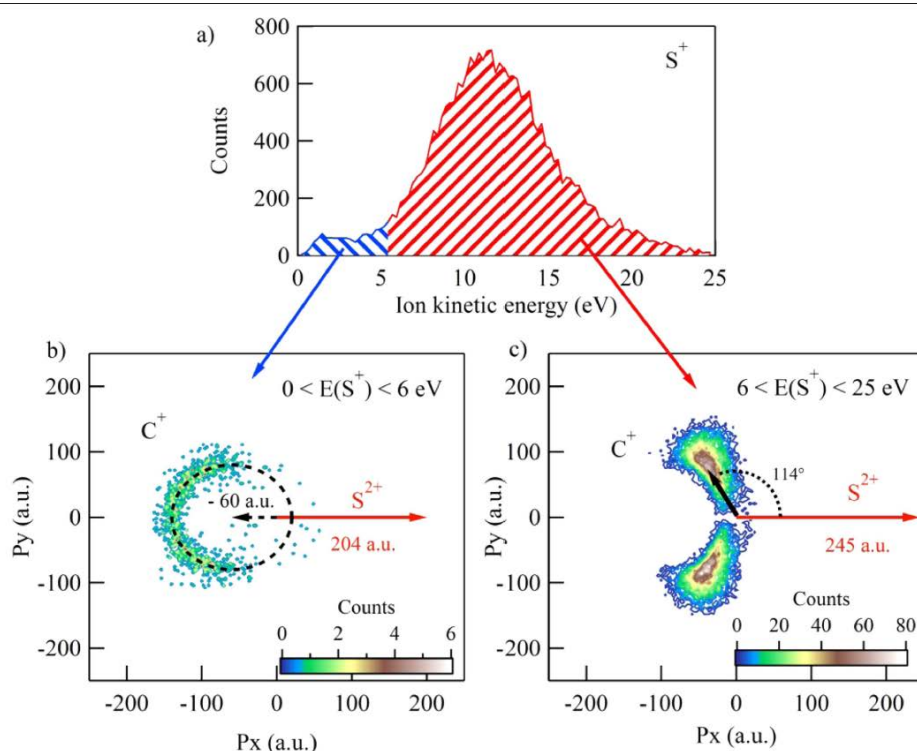 a)
800
600
400
200
0
Counts
S⁺
0 5 10 15 20 25
Ion kinetic energy (eV)
b)
200
100
0
-100
-200
Py (a.u.)
0 < E(S⁺) < 6 eV
C⁺
- 60 a.u.
S²⁺
204 a.u.
Counts
0 2 4 6
-200 -100 0 100 200
Px (a.u.)
c)
200
100
0
-100
-200
Py (a.u.)
6 < E(S⁺) < 25 eV
C⁺
114°
S²⁺
245 a.u.
Counts
0 20 40 60 80
-200 -100 0 100 200
Px (a.u.)